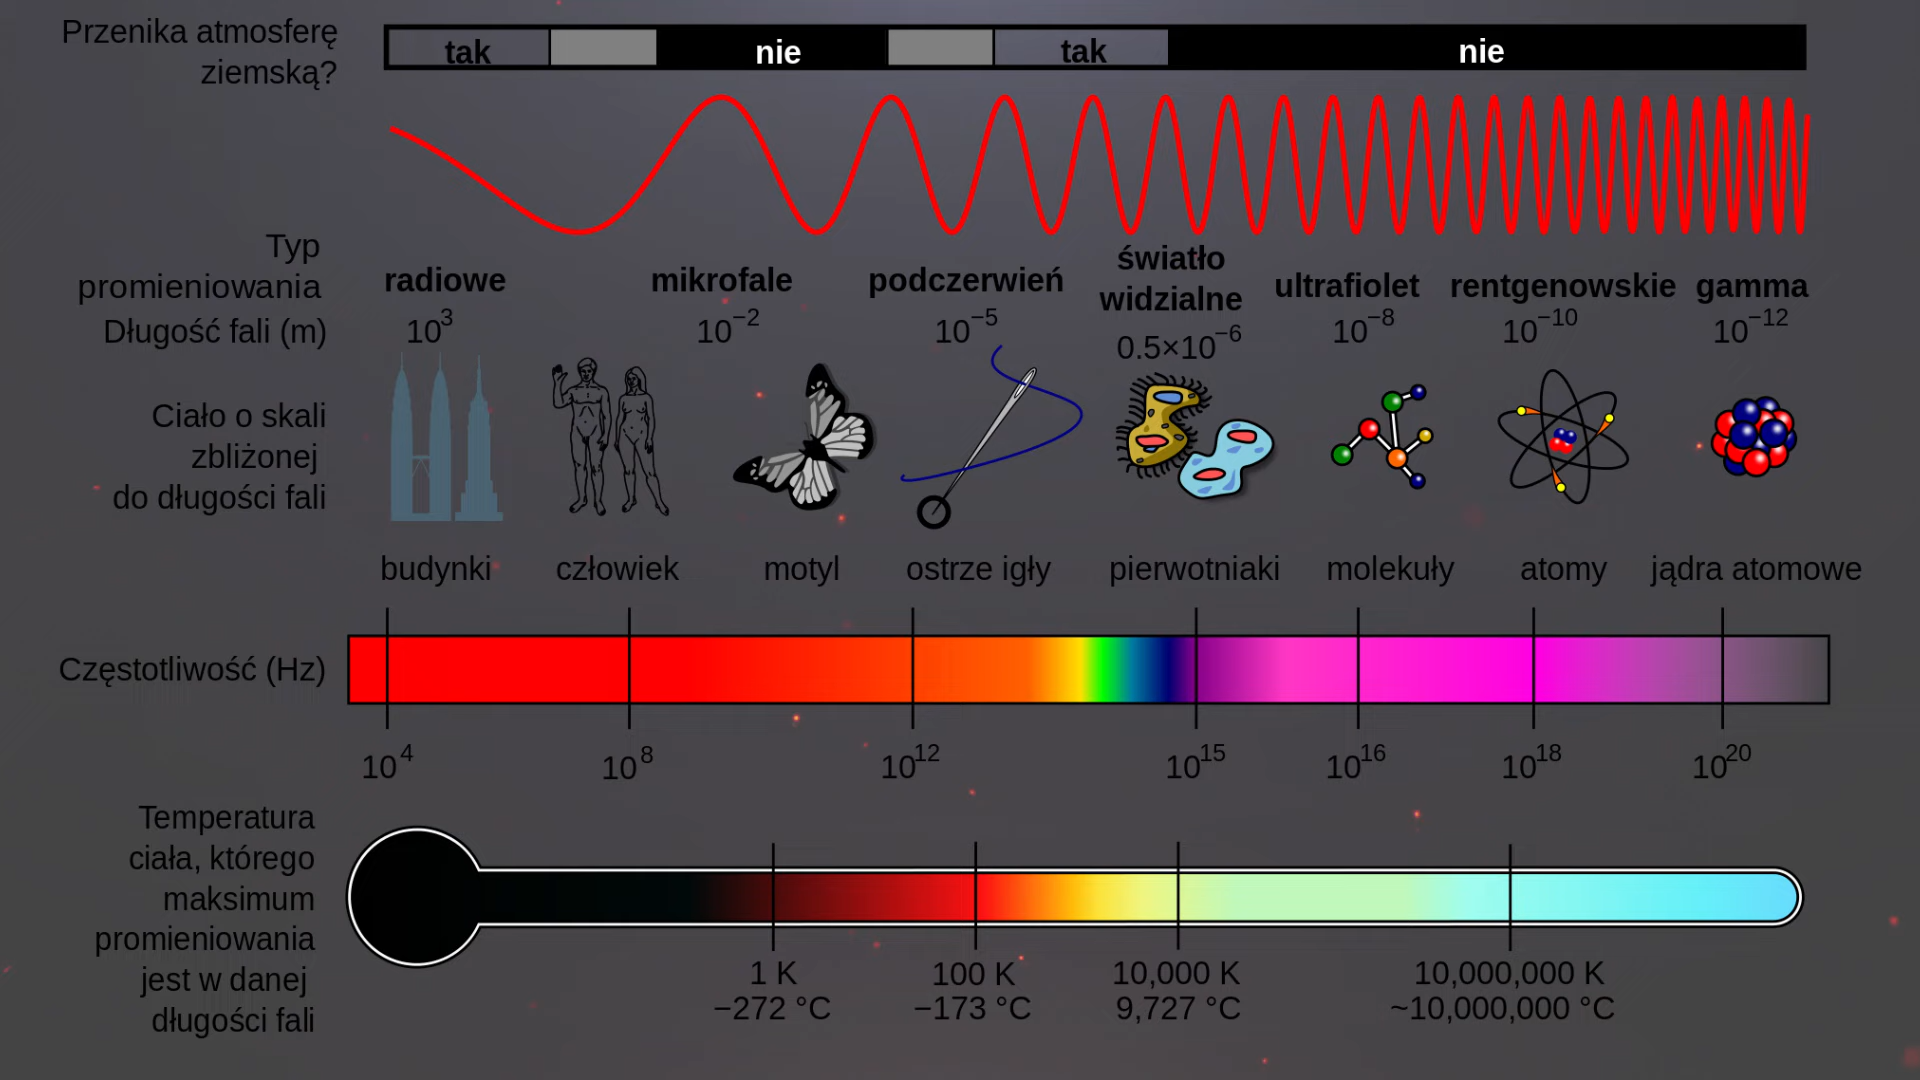 Przenika atmosferę
ziemską?
tak nie tak nie
Typ
promieniowania
radiowe mikrofale podczerwień światło
widzialne ultrafiolet rentgenowskie gamma
Długość fali (m) 10³ 10⁻² 10⁻⁵ 0.5×10⁻⁶ 10⁻⁸ 10⁻¹⁰ 10⁻¹²
Ciało o skali
zbliżonej
do długości fali
budynki człowiek motyl ostrze igły pierwotniaki molekuły atomy jądra atomowe
Częstotliwość (Hz)
10⁴ 10⁸ 10¹² 10¹⁵ 10¹⁶ 10¹⁸ 10²⁰
Temperatura
ciała, którego
maksimum
promieniowania
jest w danej
długości fali
1 K 100 K 10,000 K 10,000,000 K
−272 °C −173 °C 9,727 °C ~10,000,000 °C